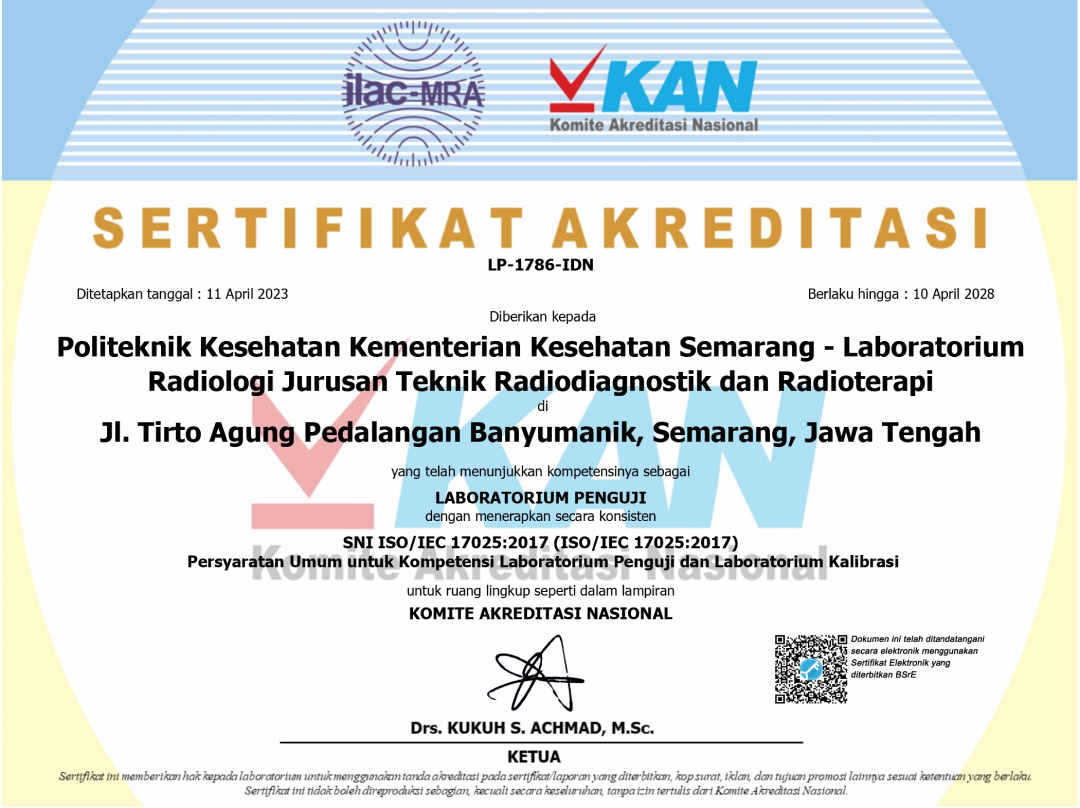 ilac-MRA
KAN
Komite Akreditasi Nasional
SERTIFIKAT AKREDITASI
LP-1786-IDN
Ditetapkan tanggal : 11 April 2023
Berlaku hingga : 10 April 2028
Diberikan kepada
Politeknik Kesehatan Kementerian Kesehatan Semarang - Laboratorium
Radiologi Jurusan Teknik Radiodiagnostik dan Radioterapi
di
Jl. Tirto Agung Pedalangan Banyumanik, Semarang, Jawa Tengah
yang telah menunjukkan kompetensinya sebagai
LABORATORIUM PENGUJI
dengan menerapkan secara konsisten
SNI ISO/IEC 17025:2017 (ISO/IEC 17025:2017)
Persyaratan Umum untuk Kompetensi Laboratorium Penguji dan Laboratorium Kalibrasi
untuk ruang lingkup seperti dalam lampiran
KOMITE AKREDITASI NASIONAL
KAN
Komite Akreditasi Nasional
Dokumen ini telah ditandatangani
secara elektronik menggunakan
Sertifikat Elektronik yang
diterbitkan BSrE
Drs. KUKUH S. ACHMAD, M.Sc.
KETUA
Sertifikat ini memberikan hak kepada laboratorium untuk menggunakan tanda akreditasi pada sertifikat/laporan yang diterbitkan, kop surat, iklan, dan tujuan promosi lainnya sesuai ketentuan yang berlaku.
Sertifikat ini tidak boleh direproduksi sebagian, kecuali secara keseluruhan, tanpa izin tertulis dari Komite Akreditasi Nasional.